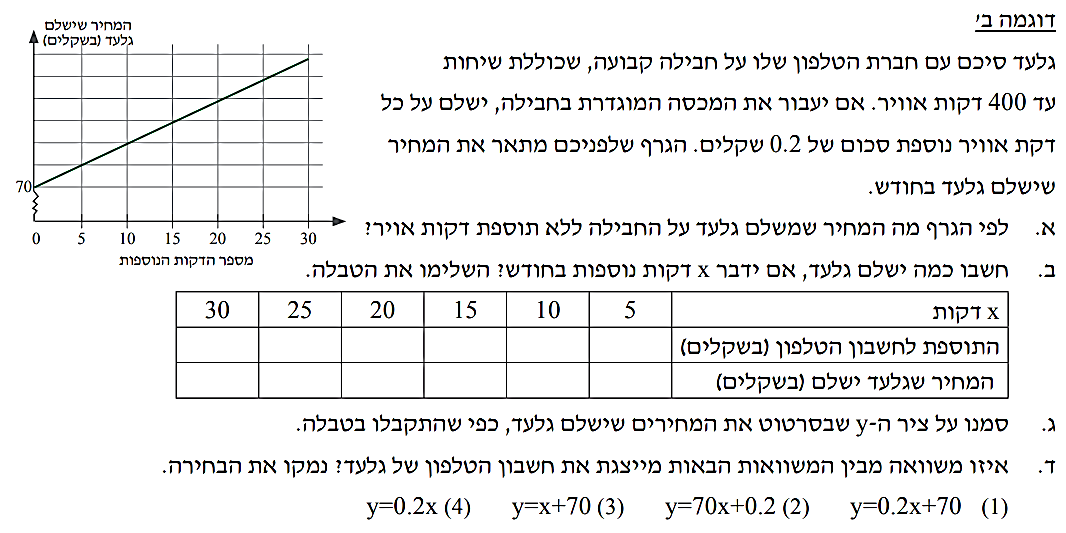 דוגמה ב׳
גלעד סיכם עם חברת הטלפון שלו על חבילה קבועה, שכוללת שיחות
עד 400 דקות אוויר. אם יעבור את המכסה המוגדרת בחבילה, ישלם על כל
דקת אוויר נוספת סכום של 0.2 שקלים. הגרף שלפניכם מתאר את המחיר
שישלם גלעד בחודש.
המחיר שישלם
גלעד (בשקלים)
70
0 5 10 15 20 25 30
מספר הדקות הנוספות
א. לפי הגרף מה המחיר שמשלם גלעד על החבילה ללא תוספת דקות אויר?
ב. חשבו כמה ישלם גלעד, אם ידבר x דקות נוספות בחודש? השלימו את הטבלה.
x דקות 5 10 15 20 25 30
התוספת לחשבון הטלפון (בשקלים)
המחיר שגלעד ישלם (בשקלים)
ג. סמנו על ציר ה-y שבסרטוט את המחירים שישלם גלעד, כפי שהתקבלו בטבלה.
ד. איזו משוואה מבין המשוואות הבאות מייצגת את חשבון הטלפון של גלעד? נמקו את הבחירה.
(1) y=0.2x+70 (2) y=70x+0.2 (3) y=x+70 (4) y=0.2x